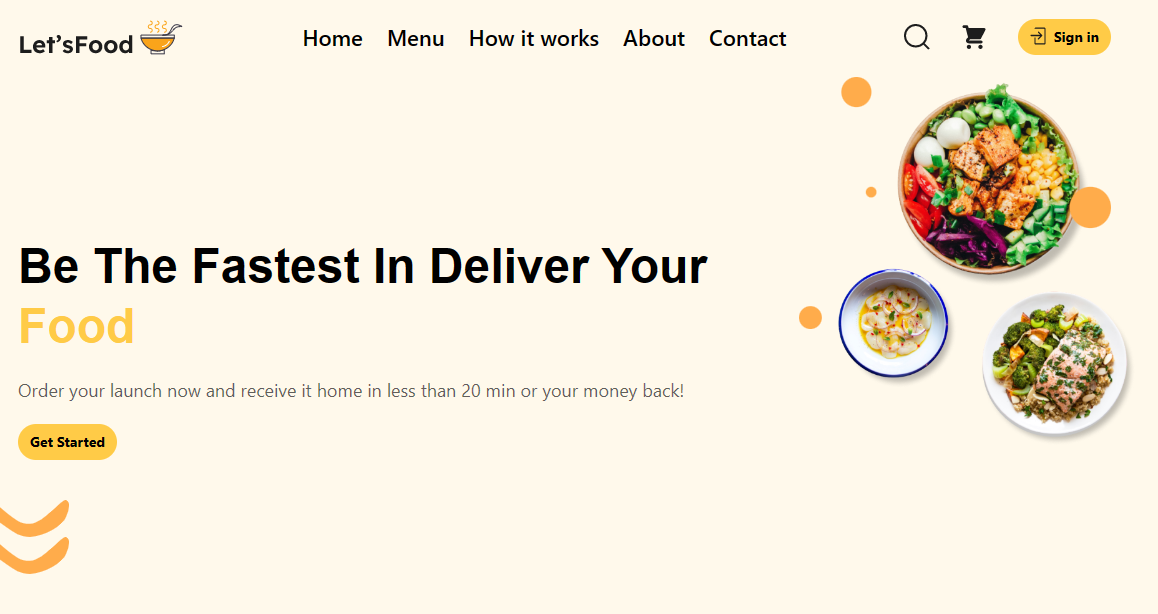 Let'sFood
Home Menu How it works About Contact
Sign in
Be The Fastest In Deliver Your
Food
Order your launch now and receive it home in less than 20 min or your money back!
Get Started